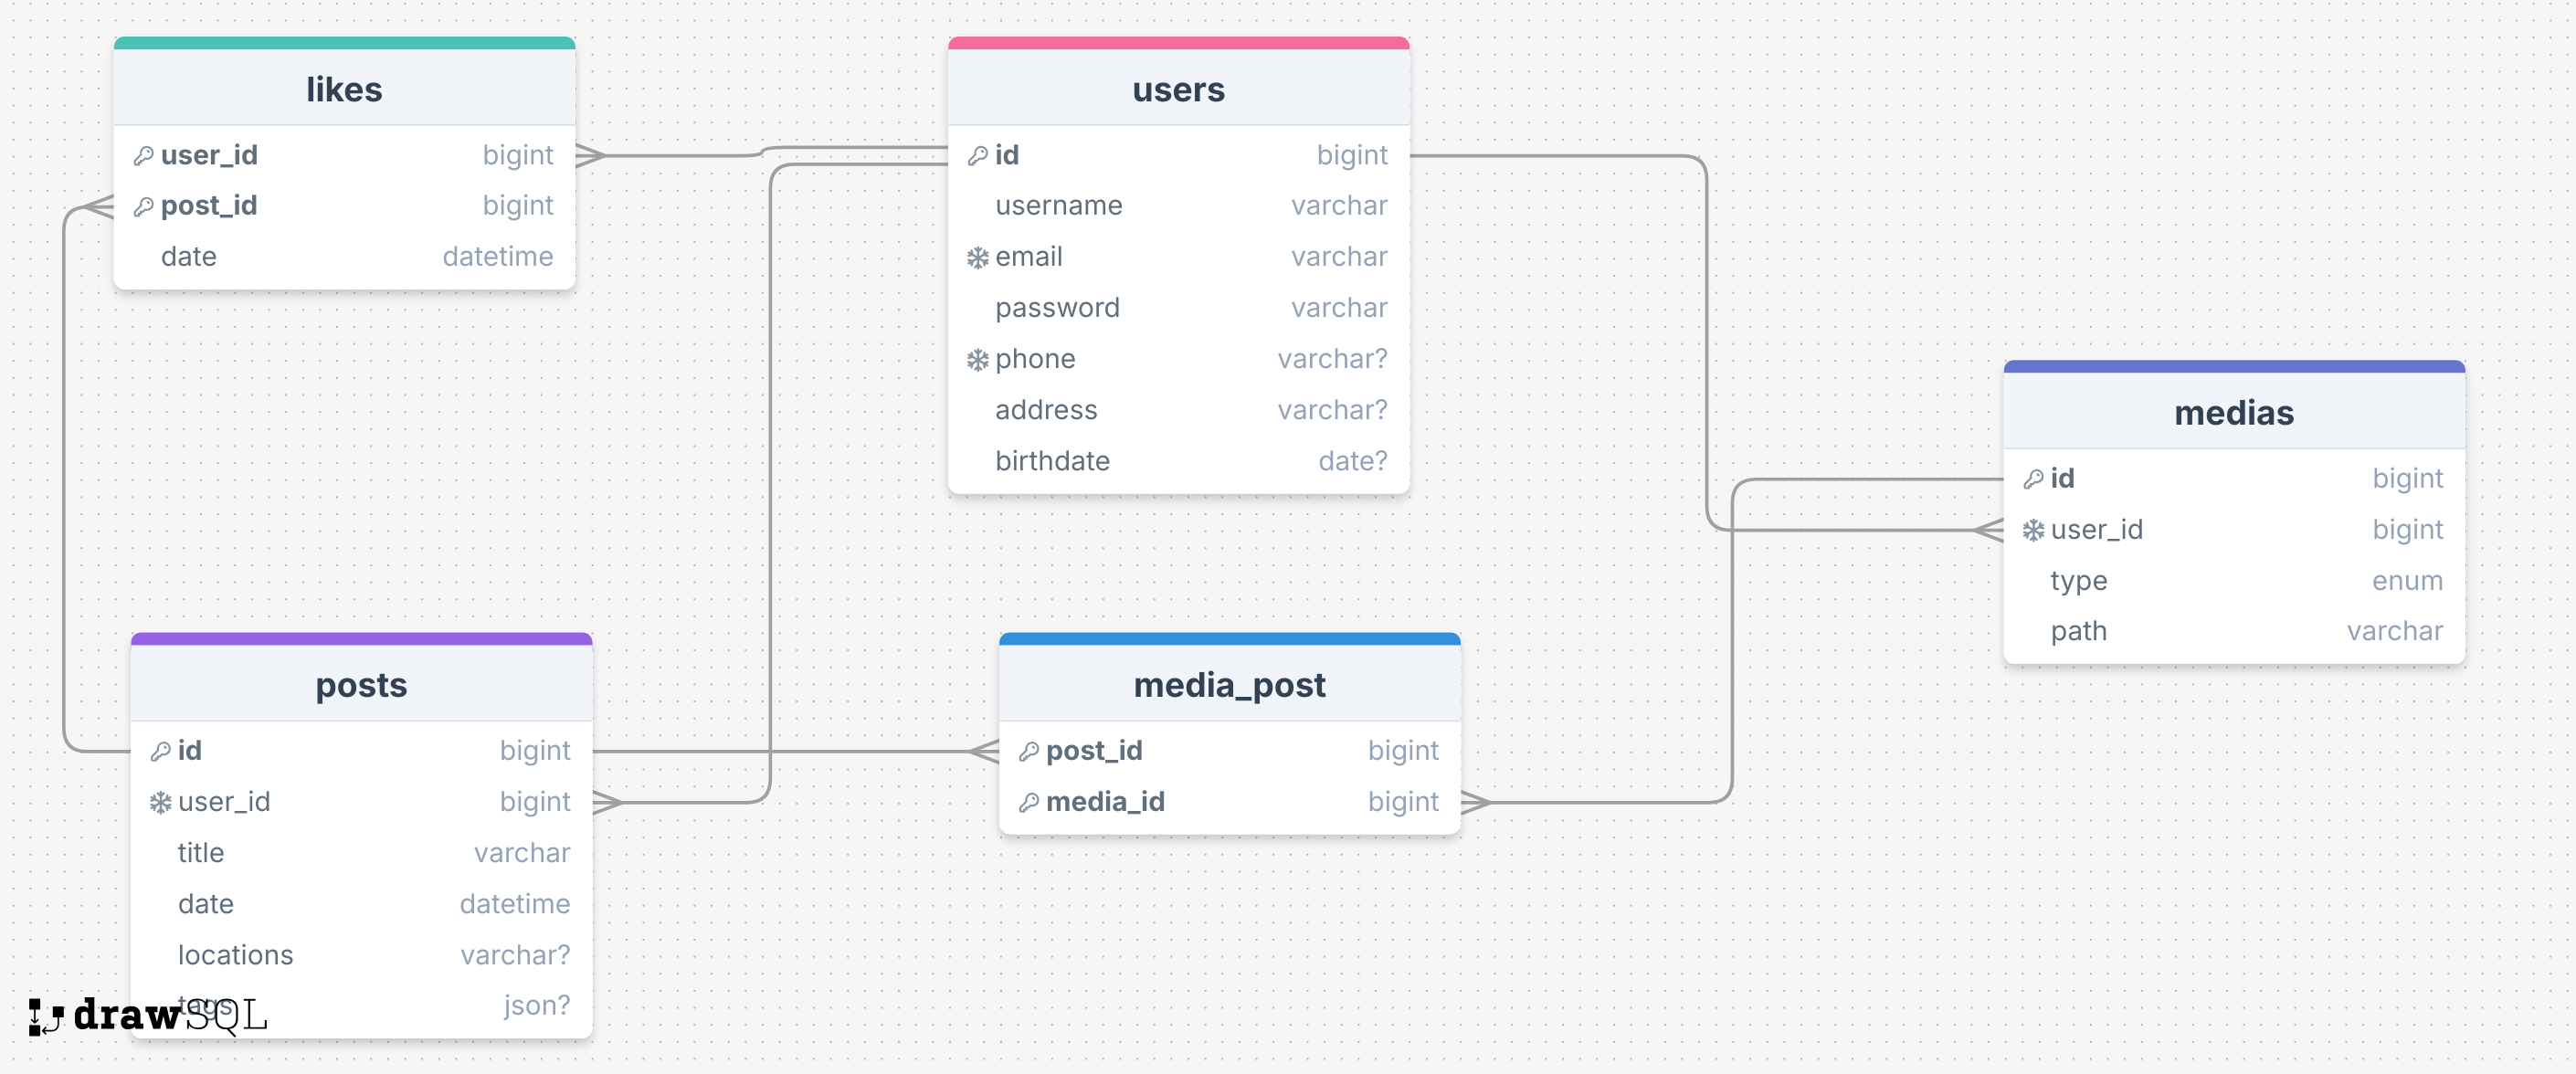 likes
user_id bigint
post_id bigint
date datetime
users
id bigint
username varchar
email varchar
password varchar
phone varchar?
address varchar?
birthdate date?
medias
id bigint
user_id bigint
type enum
path varchar
posts
id bigint
user_id bigint
title varchar
date datetime
locations varchar?
tags json?
media_post
post_id bigint
media_id bigint
drawSQL